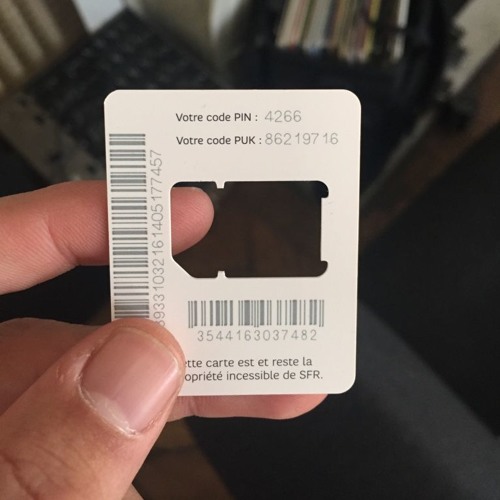 Votre code PIN : 4266
Votre code PUK : 86219716
9331032161405177457
3544163037482
ette carte est et reste la
opriété incessible de SFR.